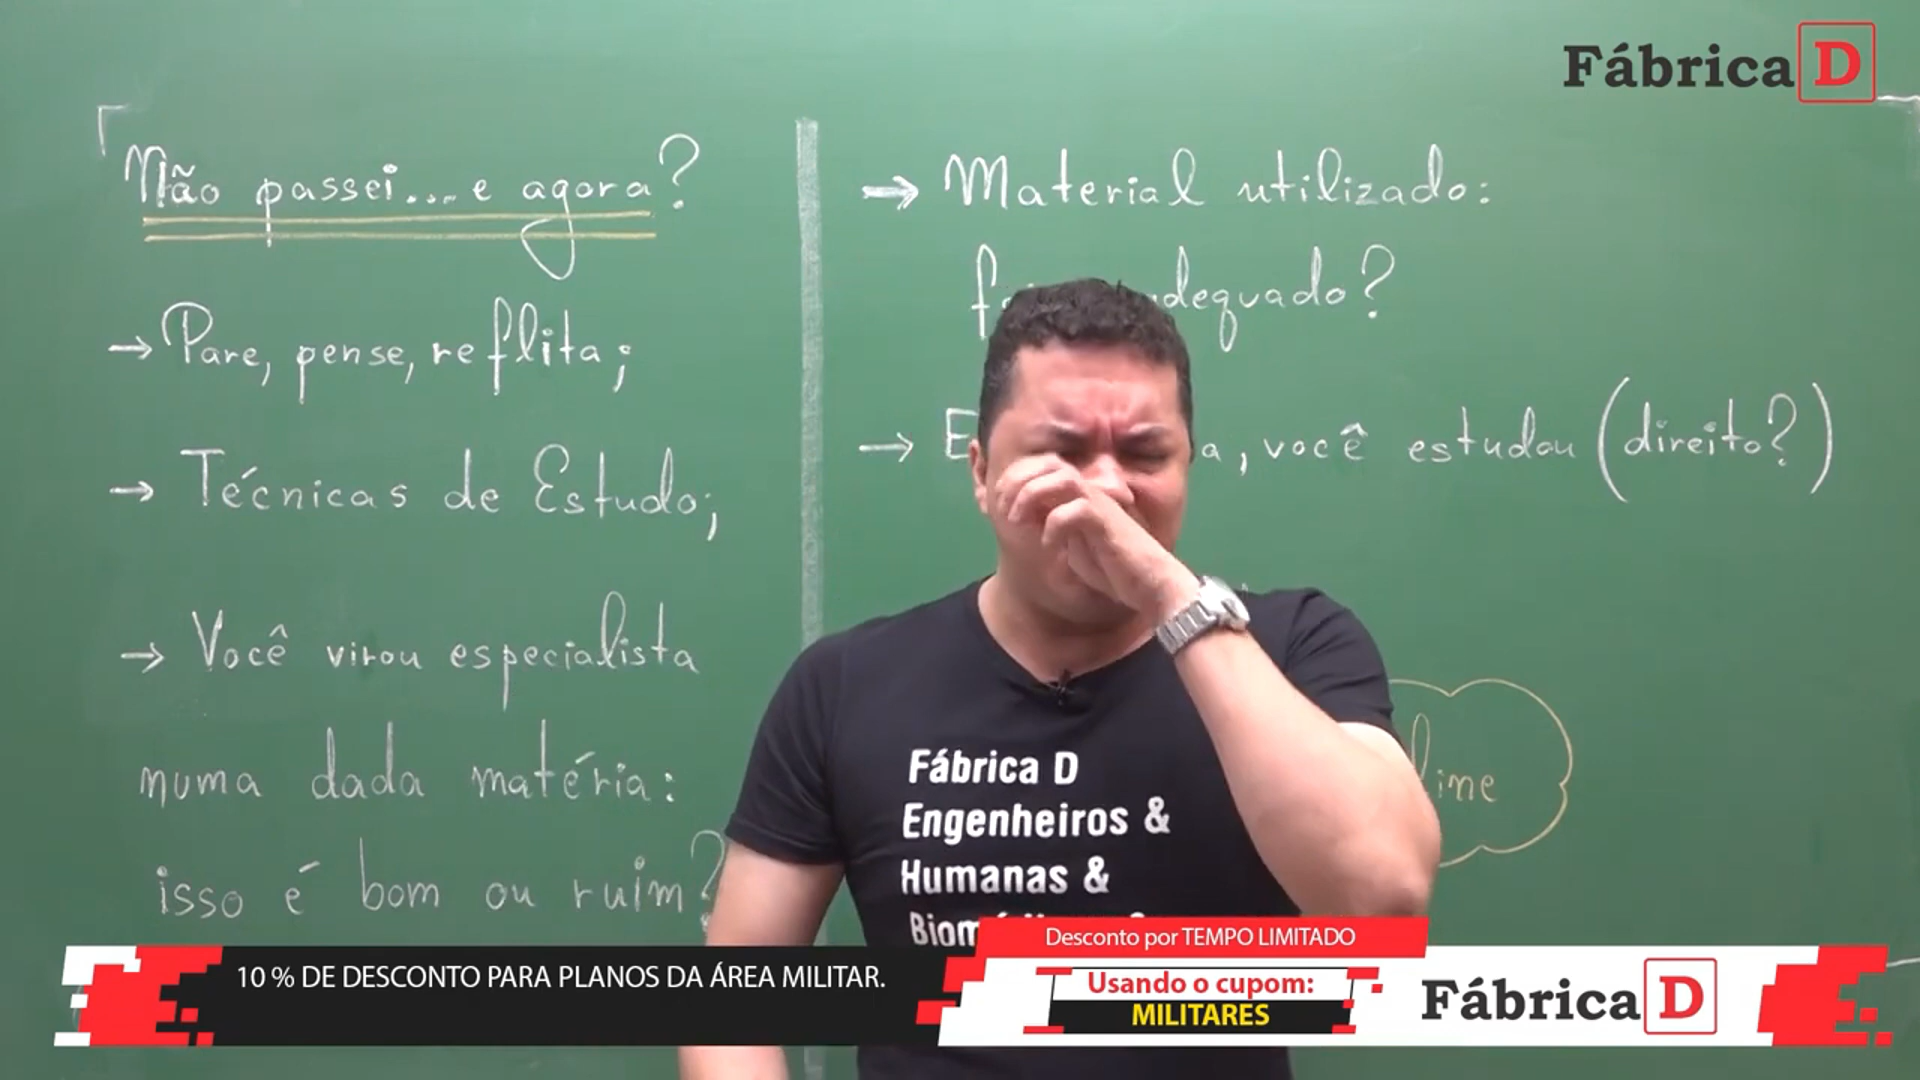 Fábrica D
Não passei... e agora?
→ Pare, pense, reflita;
→ Técnicas de Estudo;
→ Você virou especialista
numa dada matéria:
isso é bom ou ruim?
→ Material utilizado:
adequado?
→ você estudou (direito?)
Fábrica D
Engenheiros &
Humanas &
Desconto por TEMPO LIMITADO
10 % DE DESCONTO PARA PLANOS DA ÁREA MILITAR.
Usando o cupom:
MILITARES
Fábrica D